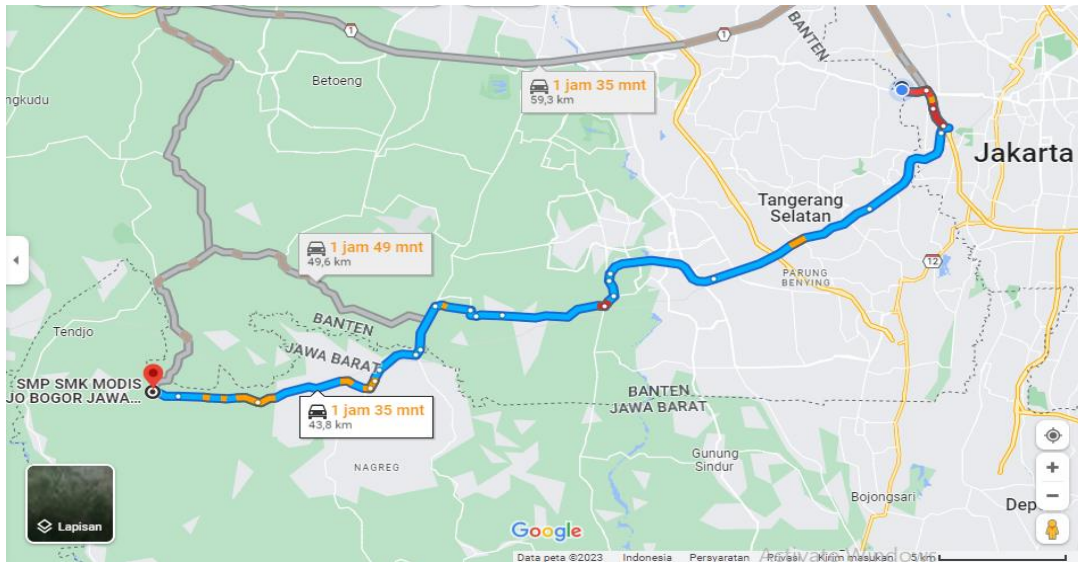 1
1
BANTEN
Betoeng
1 jam 35 mnt
59,3 km
ngkudu
Jakarta
Tangerang
Selatan
1 jam 49 mnt
49,6 km
12
PARUNG
BENYING
Tendjo
BANTEN
JAWA BARAT
SMP SMK MODIS
JO BOGOR JAWA...
BANTEN
JAWA BARAT
1 jam 35 mnt
43,8 km
NAGREG
Gunung
Sindur
Bojongsari
Dep
Lapisan
Google
Activate Windows
Data peta ©2023 Indonesia Persyaratan Privasi Kirim masukan 5 km